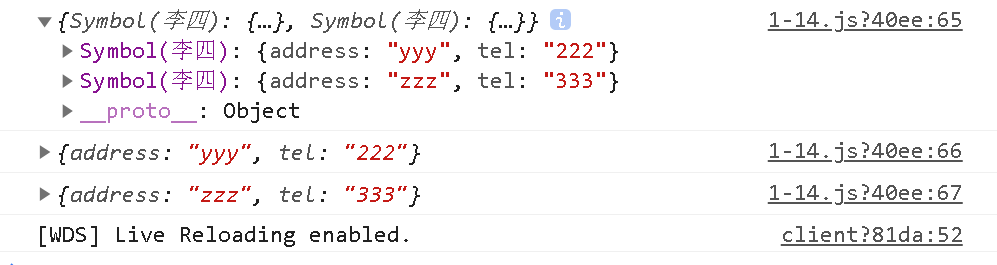 ▼{Symbol(李四): {…}, Symbol(李四): {…}} i 1-14.js?40ee:65
▶Symbol(李四): {address: "yyy", tel: "222"}
▶Symbol(李四): {address: "zzz", tel: "333"}
▶__proto__: Object
▶{address: "yyy", tel: "222"} 1-14.js?40ee:66
▶{address: "zzz", tel: "333"} 1-14.js?40ee:67
[WDS] Live Reloading enabled. client?81da:52